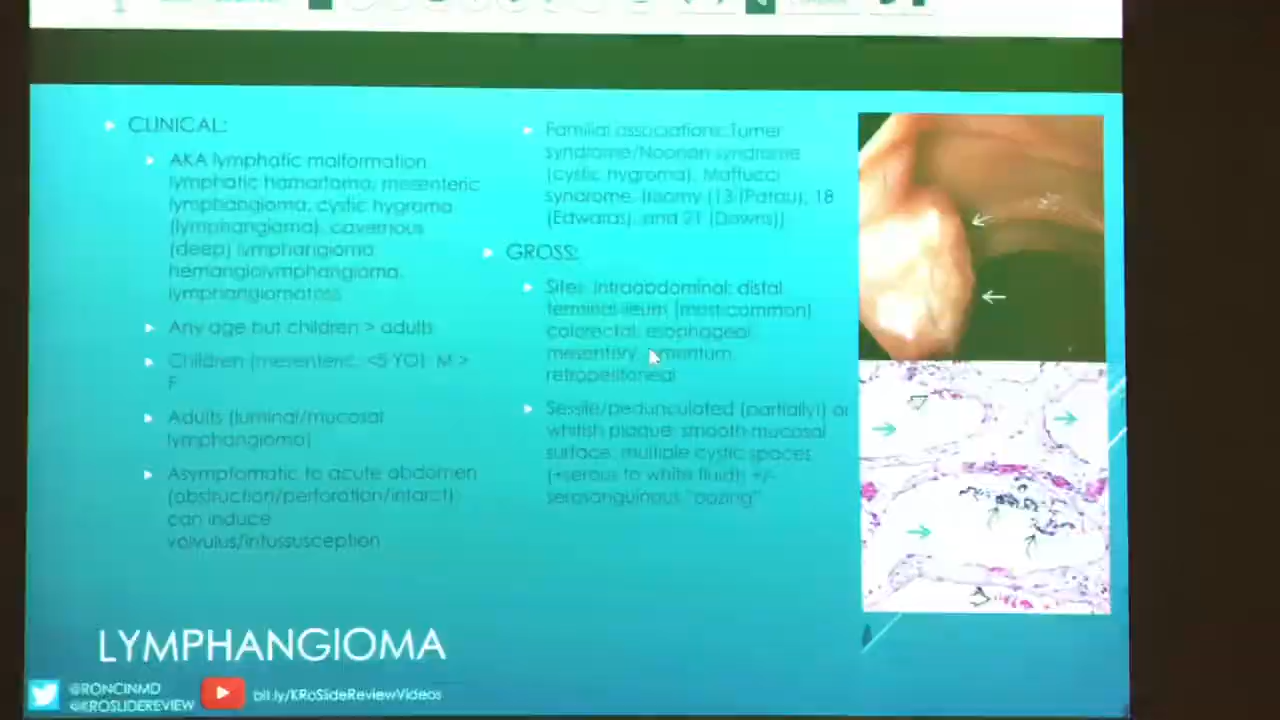 CLINICAL:
AKA lymphatic malformation,
lymphatic hamartoma, mesenteric
lymphangioma, cystic hygroma
(lymphangioma), cavernous
(deep) lymphangioma,
hemangiolymphangioma,
lymphangiomatosis
Any age but children > adults
Children (mesenteric, <5 YO), M >
F
Adults (luminal/mucosal
lymphangioma)
Asymptomatic to acute abdomen
(obstruction/perforation/infarct);
can induce
volvulus/intussusception
Familial associations: Turner
syndrome/Noonan syndrome
(cystic hygroma), Maffucci
syndrome, trisomy (13 (Patau), 18
(Edwards), and 21 (Downs))
GROSS:
Sites: intraabdominal: distal
terminal ileum (most common)
colorectal, esophageal,
mesentery,
retroperitoneal
Sessile/pedunculated (partially) or
whitish plaque; smooth mucosal
surface, multiple cystic spaces
(+serous to white fluid) +/-
serosanguinous "oozing"
LYMPHANGIOMA
@RONCINMD
@KROSLIDEREVIEW
bit.ly/KRoSlideReviewVideos